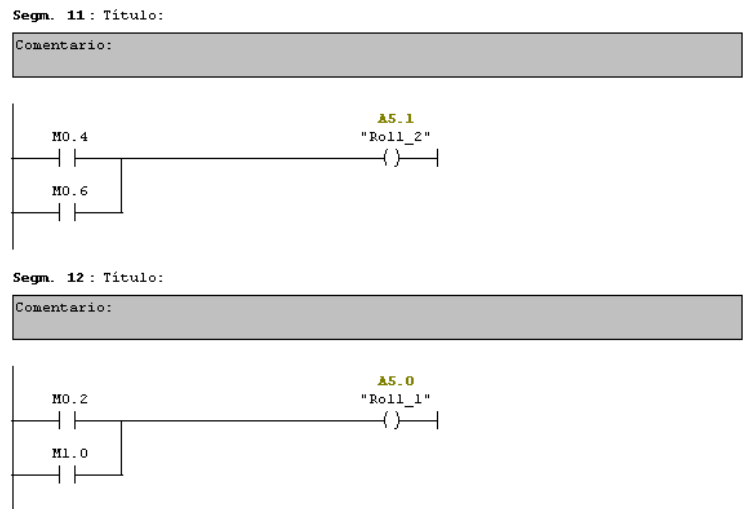 Segm. 11 : Título:
Comentario:
A5.1
M0.4 "Roll_2"
M0.6
Segm. 12 : Título:
Comentario:
A5.0
M0.2 "Roll_1"
M1.0